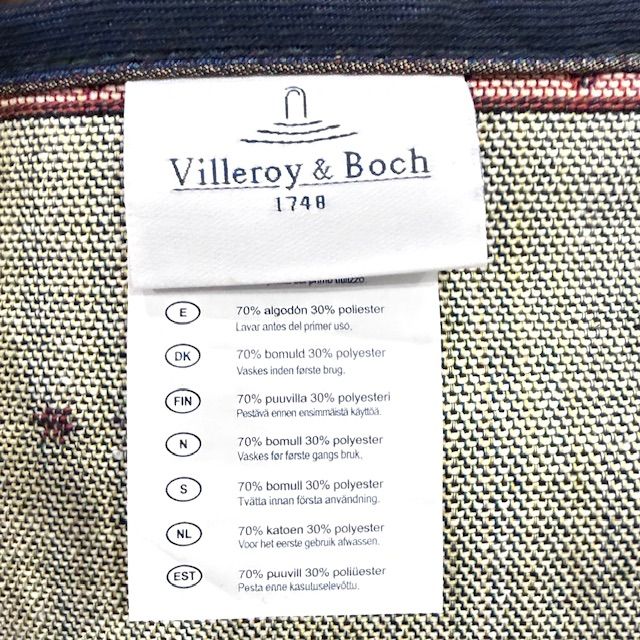 Villeroy & Boch
1748
primo utilizzo.
E 70% algodón 30% poliester
Lavar antes del primer uso.
DK 70% bomuld 30% polyester
Vaskes inden første brug.
FIN 70% puuvilla 30% polyesteri
Pestävä ennen ensimmäistä käyttöä.
N 70% bomull 30% polyester
Vaskes før første gangs bruk.
S 70% bomull 30% polyester
Tvätta innan första användning.
NL 70% katoen 30% polyester
Voor het eerste gebruik afwassen.
EST 70% puuvill 30% poliüester
Pesta enne kasutuselevõttu.